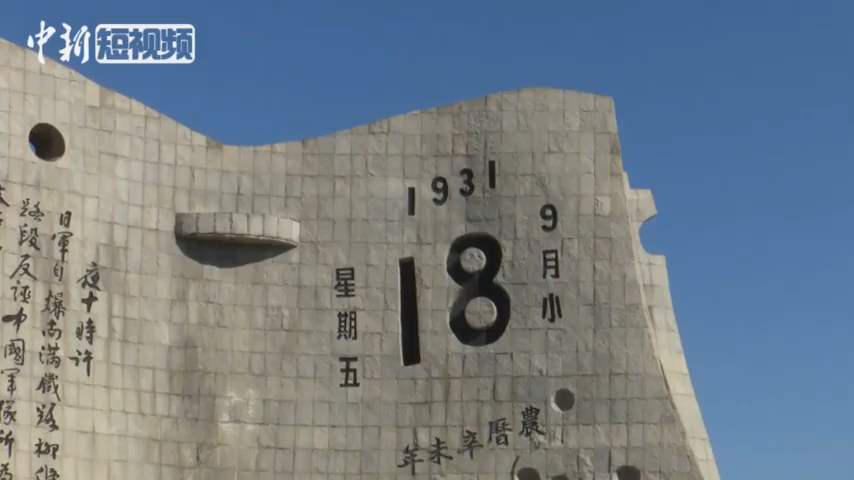 中新 短视频
1931
9月小
18
星期五
農曆辛未年
夜十時許
日軍自爆南滿鐵路柳條
路段反誣中國軍隊所為